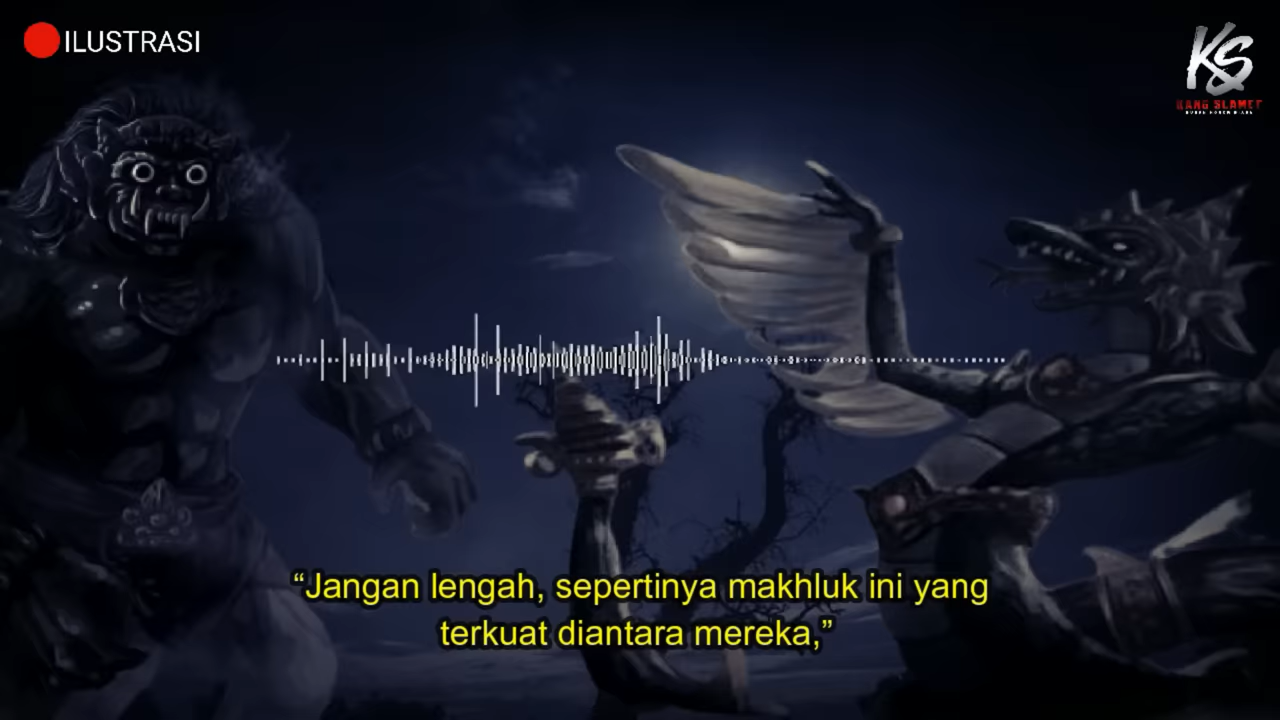 ILUSTRASI
KS
KANG SLAMET
“Jangan lengah, sepertinya makhluk ini yang
terkuat diantara mereka,”